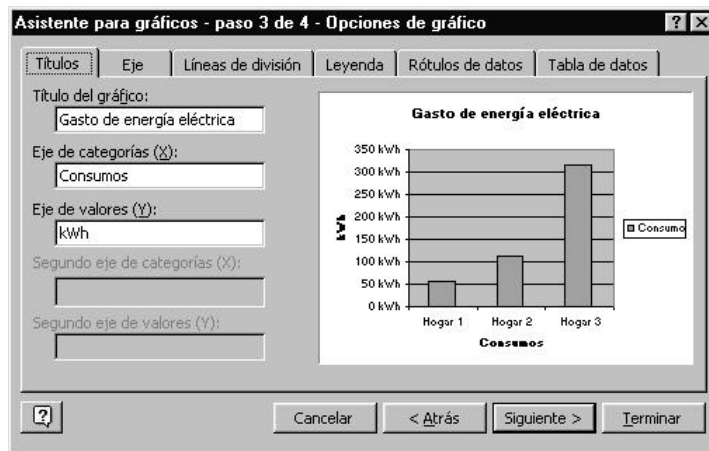 Asistente para gráficos - paso 3 de 4 - Opciones de gráfico
Títulos
Eje
Líneas de división
Leyenda
Rótulos de datos
Tabla de datos
Título del gráfico:
Gasto de energía eléctrica
Eje de categorías (X):
Consumos
Eje de valores (Y):
kWh
Segundo eje de categorías (X):
Segundo eje de valores (Y):
Gasto de energía eléctrica
350 kWh
300 kWh
250 kWh
200 kWh
150 kWh
100 kWh
50 kWh
0 kWh
kWh
Hogar 1
Hogar 2
Hogar 3
Consumos
Consumo
Cancelar
< Atrás
Siguiente >
Terminar